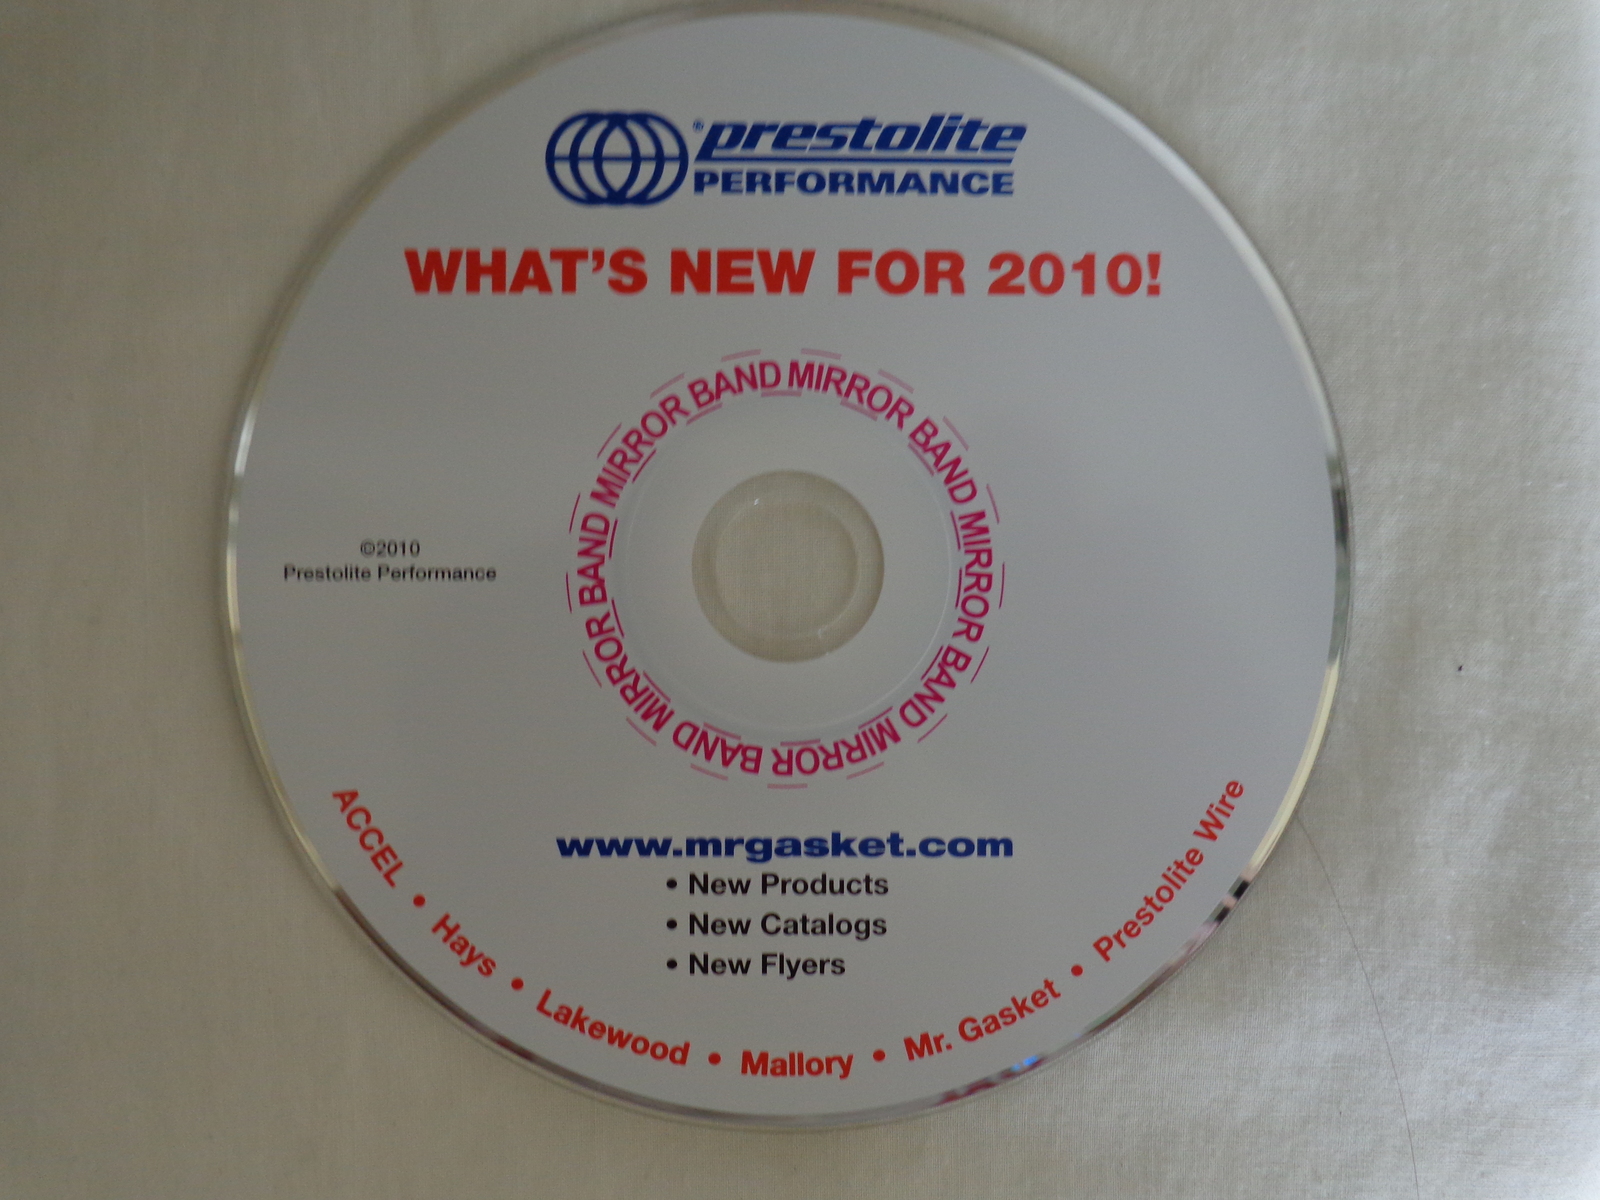 ® prestolite
PERFORMANCE
WHAT'S NEW FOR 2010!
MIRROR BAND MIRROR BAND MIRROR BAND MIRROR BAND MIRROR BAND
©2010
Prestolite Performance
www.mrgasket.com
• New Products
• New Catalogs
• New Flyers
ACCEL • Hays • Lakewood • Mallory • Mr. Gasket • Prestolite Wire